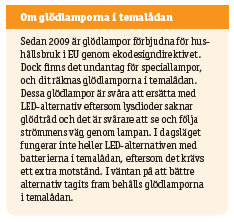 Om glödlamporna i temalådan
Sedan 2009 är glödlampor förbjudna för hus-
hållsbruk i EU genom ekodesigndirektivet.
Dock finns det undantag för speciallampor,
och dit räknas glödlamporna i temalådan.
Dessa glödlampor är svåra att ersätta med
LED-alternativ eftersom lysdioder saknar
glödtråd och det är svårare att se och följa
strömmens väg genom lampan. I dagsläget
fungerar inte heller LED-alternativen med
batterierna i temalådan, eftersom det krävs
ett extra motstånd. I väntan på att bättre
alternativ tagits fram behålls glödlamporna
i temalådan.